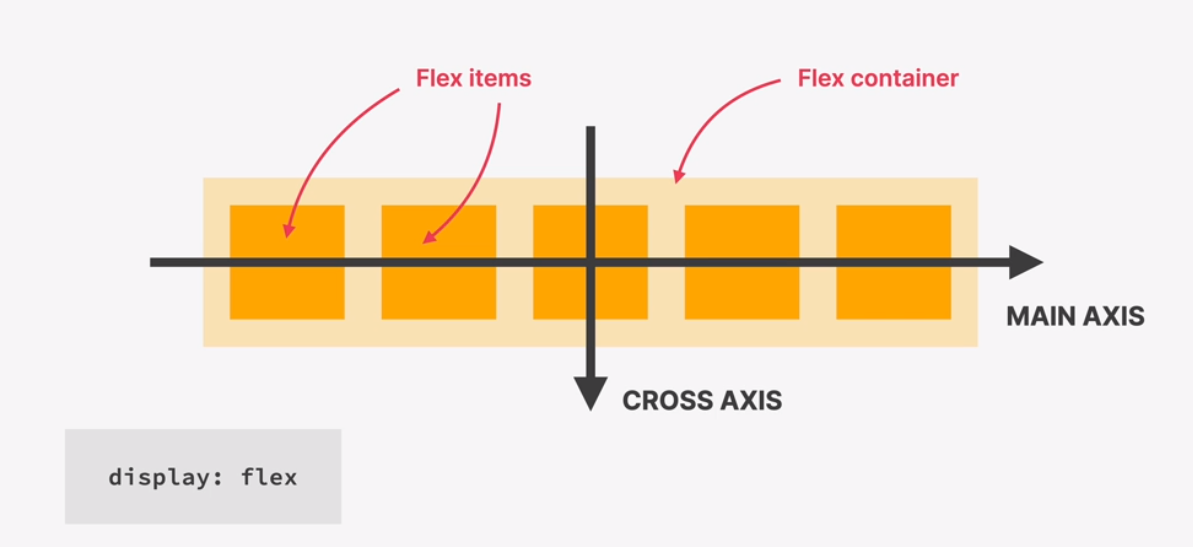 Flex items
Flex container
MAIN AXIS
CROSS AXIS
display: flex